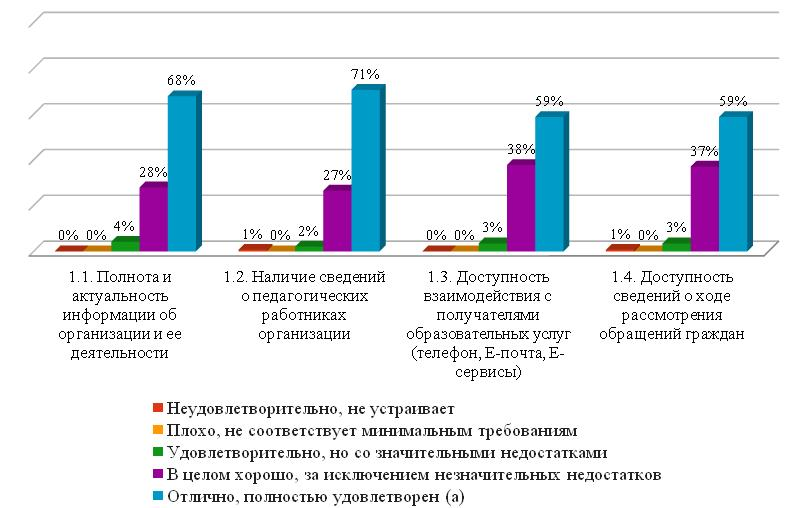 68%
71%
59%
59%
28%
27%
38%
37%
0%
0%
4%
1%
0%
2%
0%
0%
3%
1%
0%
3%
1.1. Полнота и
актуальность
информации об
организации и ее
деятельности
1.2. Наличие сведений
о педагогических
работниках
организации
1.3. Доступность
взаимодействия с
получателями
образовательных услуг
(телефон, Е-почта, Е-
сервисы)
1.4. Доступность
сведений о ходе
рассмотрения
обращений граждан
Неудовлетворительно, не устраивает
Плохо, не соответствует минимальным требованиям
Удовлетворительно, но со значительными недостатками
В целом хорошо, за исключением незначительных недостатков
Отлично, полностью удовлетворен (а)